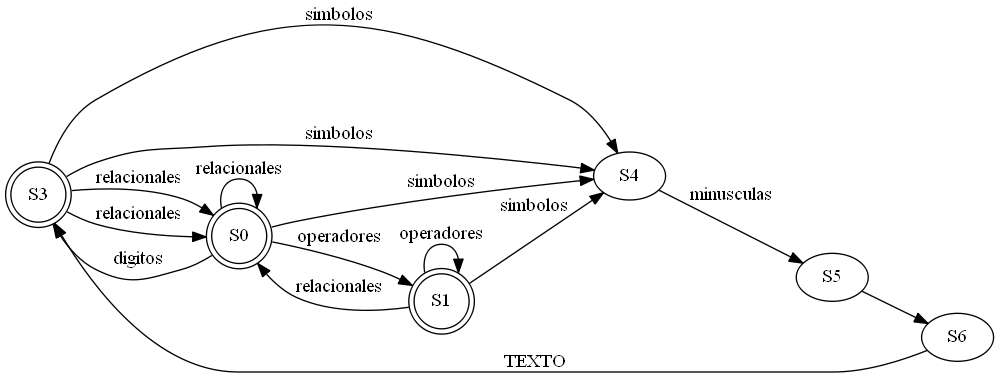 simbolos
simbolos
relacionales
relacionales
relacionales
S3
S4
simbolos
minusculas
simbolos
operadores
operadores
S0
digitos
relacionales
S1
S5
S6
TEXTO